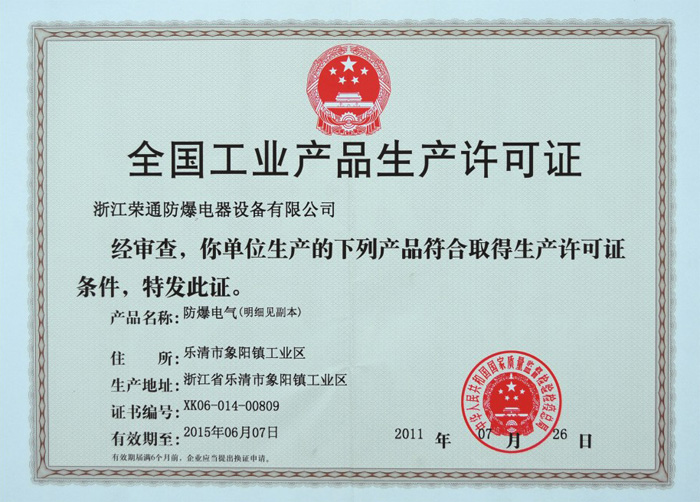 全国工业产品生产许可证
浙江荣通防爆电器设备有限公司
经审查，你单位生产的下列产品符合取得生产许可证
条件，特发此证。
产品名称：防爆电气(明细见副本)
住 所：乐清市象阳镇工业区
生产地址：浙江省乐清市象阳镇工业区
证书编号：XK06-014-00809
有效期至：2015年06月07日
2011 年 07 月 26 日
中华人民共和国国家质量监督检验检疫总局
有效期届满6个月前，企业应当提出换证申请。